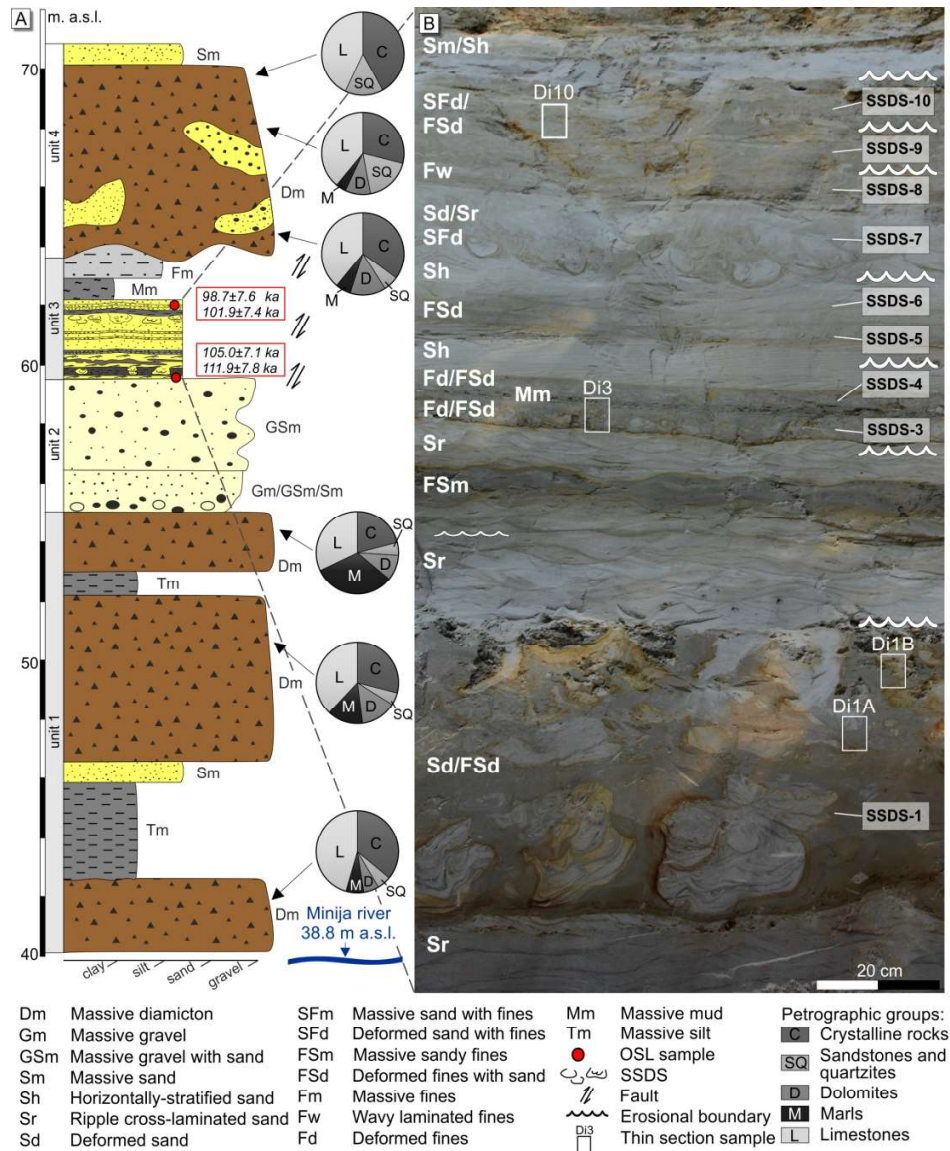 A
m. a.s.l.
70
60
50
40
unit 4
unit 3
unit 2
unit 1
Sm
Dm
Fm
Mm
98.7±7.6 ka
101.9±7.4 ka
105.0±7.1 ka
111.9±7.8 ka
GSm
Gm/GSm/Sm
Dm
Tm
Dm
Sm
Tm
Dm
clay
silt
sand
gravel
L C SQ
L C SQ D M
L C SQ D M
L C SQ D M
L C SQ D M
L C SQ D M
Minija river
38.8 m a.s.l.
B
Sm/Sh
SFd/
FSd
Fw
Sd/Sr
SFd
Sh
FSd
Sh
Fd/FSd
Mm
Fd/FSd
Sr
FSm
Sr
Sd/FSd
Sr
Di10
Di3
Di1B
Di1A
SSDS-10
SSDS-9
SSDS-8
SSDS-7
SSDS-6
SSDS-5
SSDS-4
SSDS-3
SSDS-1
20 cm
Dm Massive diamicton
Gm Massive gravel
GSm Massive gravel with sand
Sm Massive sand
Sh Horizontally-stratified sand
Sr Ripple cross-laminated sand
Sd Deformed sand
SFm Massive sand with fines
SFd Deformed sand with fines
FSm Massive sandy fines
FSd Deformed fines with sand
Fm Massive fines
Fw Wavy laminated fines
Fd Deformed fines
Mm Massive mud
Tm Massive silt
OSL sample
SSDS
Fault
Erosional boundary
Di3 Thin section sample
Petrographic groups:
C Crystalline rocks
SQ Sandstones and
quartzites
D Dolomites
M Marls
L Limestones